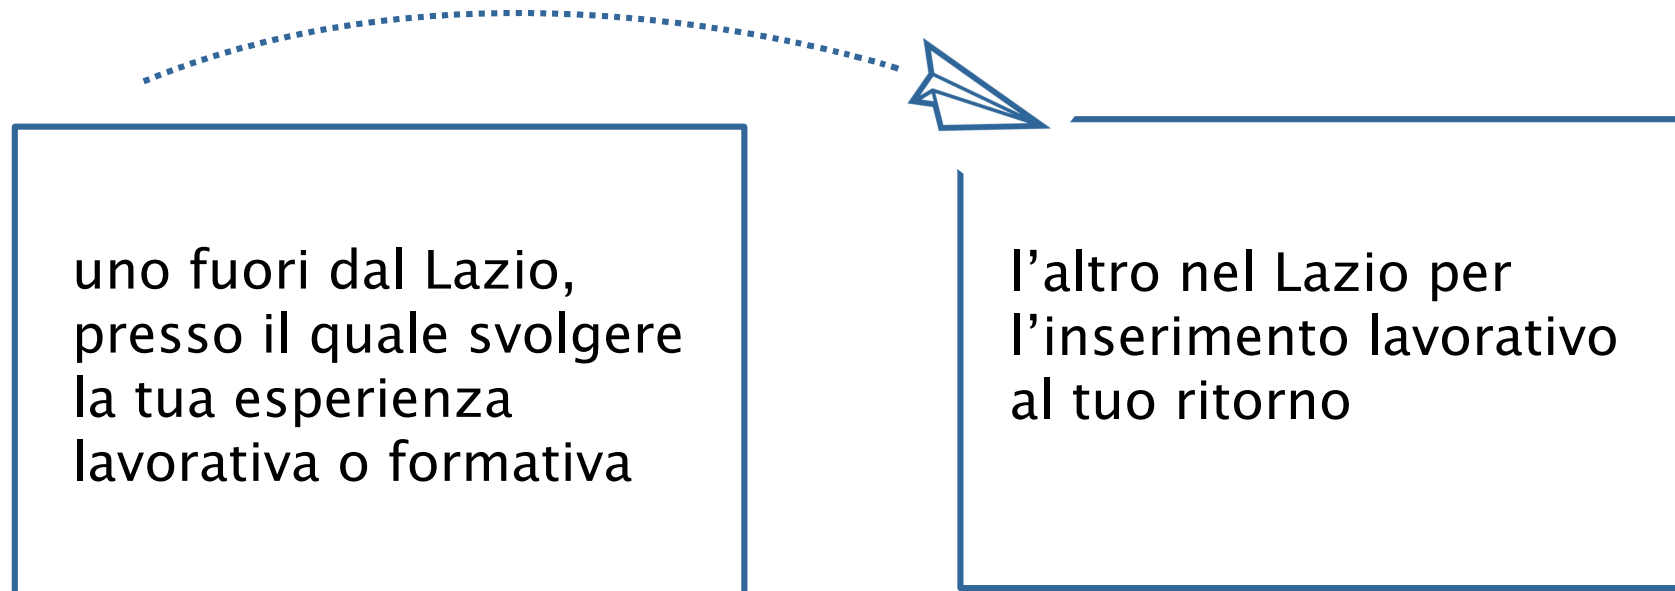 uno fuori dal Lazio,
presso il quale svolgere
la tua esperienza
lavorativa o formativa
l’altro nel Lazio per
l’inserimento lavorativo
al tuo ritorno